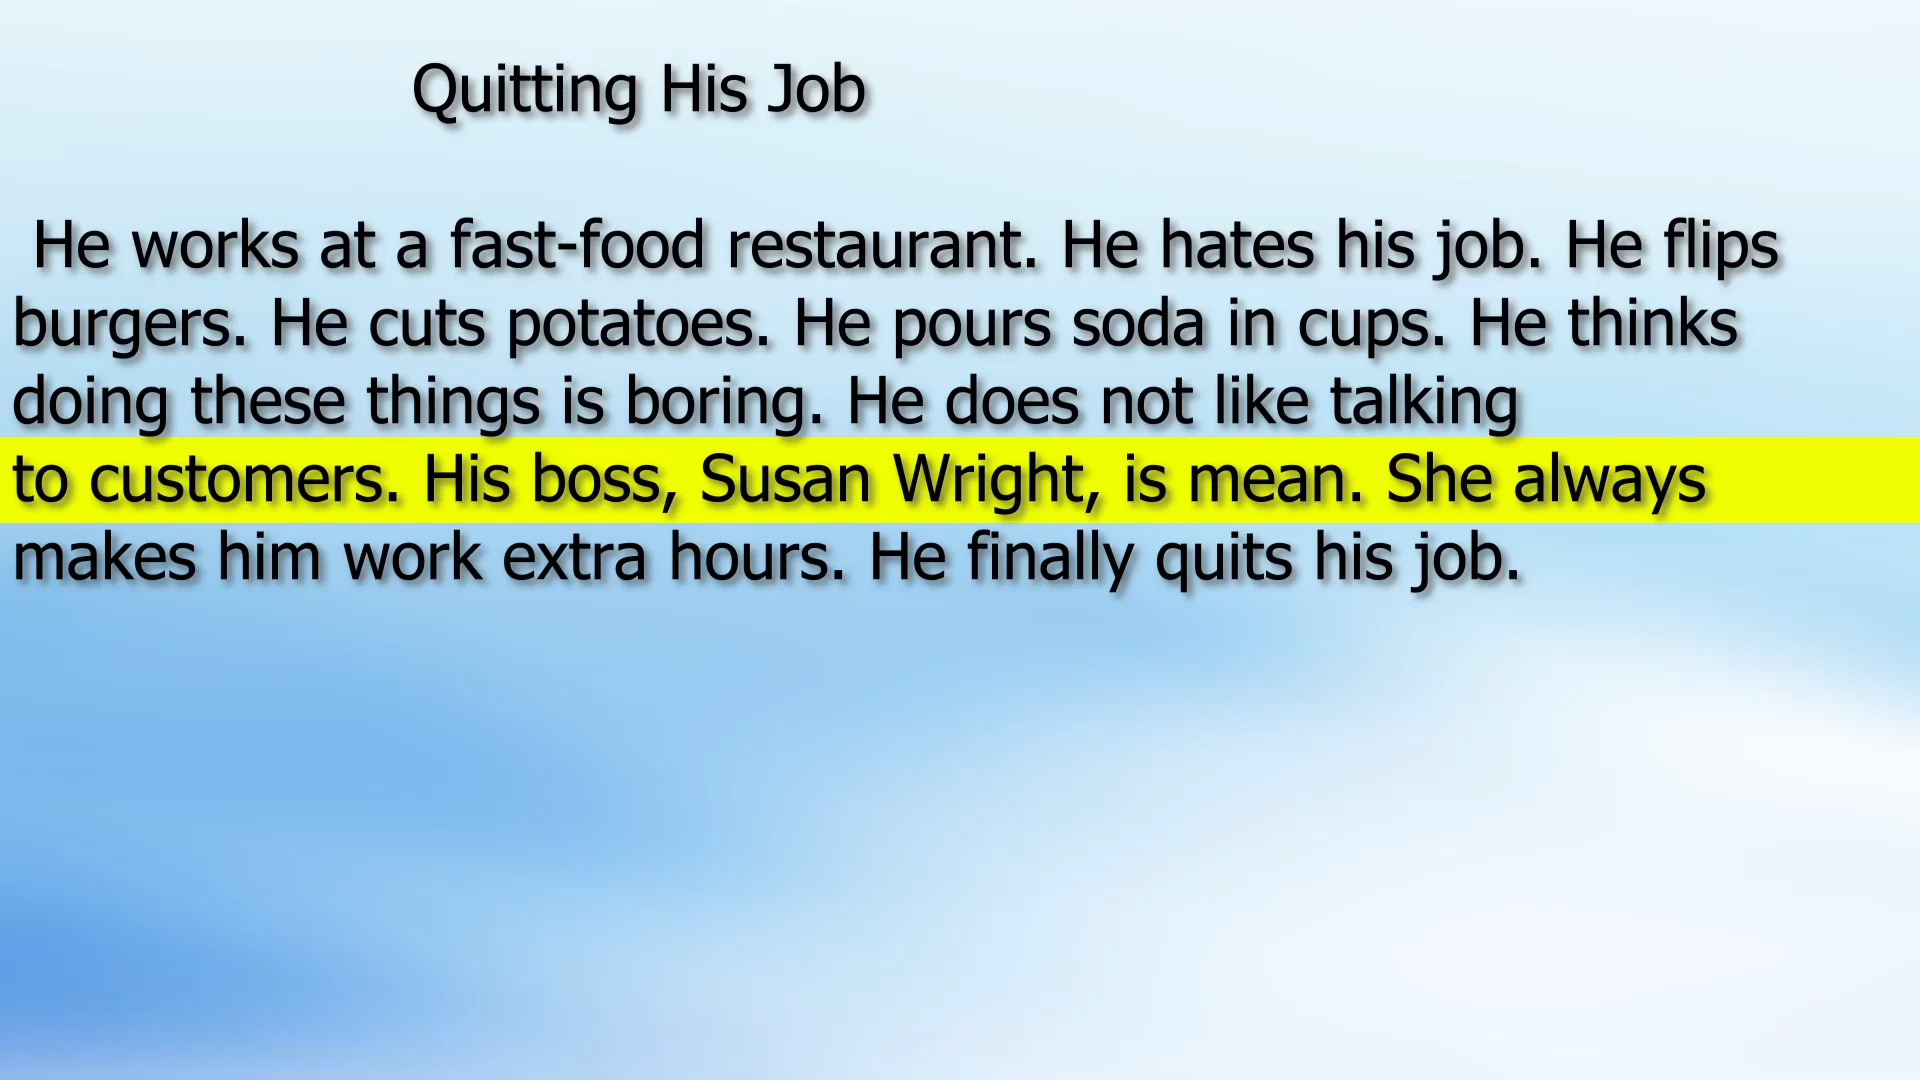 Quitting His Job
He works at a fast-food restaurant. He hates his job. He flips
burgers. He cuts potatoes. He pours soda in cups. He thinks
doing these things is boring. He does not like talking
to customers. His boss, Susan Wright, is mean. She always
makes him work extra hours. He finally quits his job.